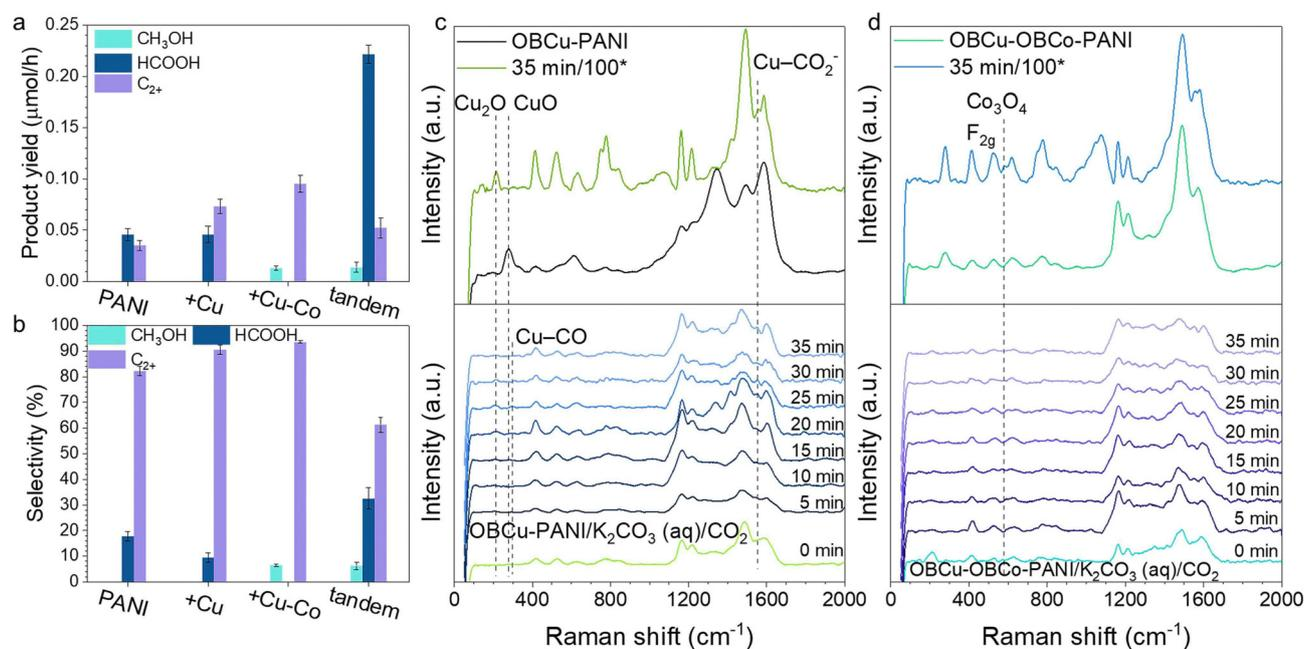 a
0.25
CH₃OH
HCOOH
C₂₊
0.20
0.15
0.10
0.05
0.00
Product yield (μmol/h)
PANI
+Cu
+Cu-Co
tandem
b
100
CH₃OH
HCOOH
C₂₊
90
80
70
60
50
40
30
20
10
0
Selectivity (%)
PANI
+Cu
+Cu-Co
tandem
c
OBCu-PANI
35 min/100*
Cu–CO₂⁻
Cu₂O
CuO
Intensity (a.u.)
Cu–CO
35 min
30 min
25 min
20 min
15 min
10 min
5 min
OBCu-PANI/K₂CO₃ (aq)/CO₂
0 min
Intensity (a.u.)
0 400 800 1200 1600 2000
Raman shift (cm⁻¹)
d
OBCu-OBCo-PANI
35 min/100*
Co₃O₄
F₂g
Intensity (a.u.)
35 min
30 min
25 min
20 min
15 min
10 min
5 min
0 min
OBCu-OBCo-PANI/K₂CO₃ (aq)/CO₂
Intensity (a.u.)
0 400 800 1200 1600 2000
Raman shift (cm⁻¹)